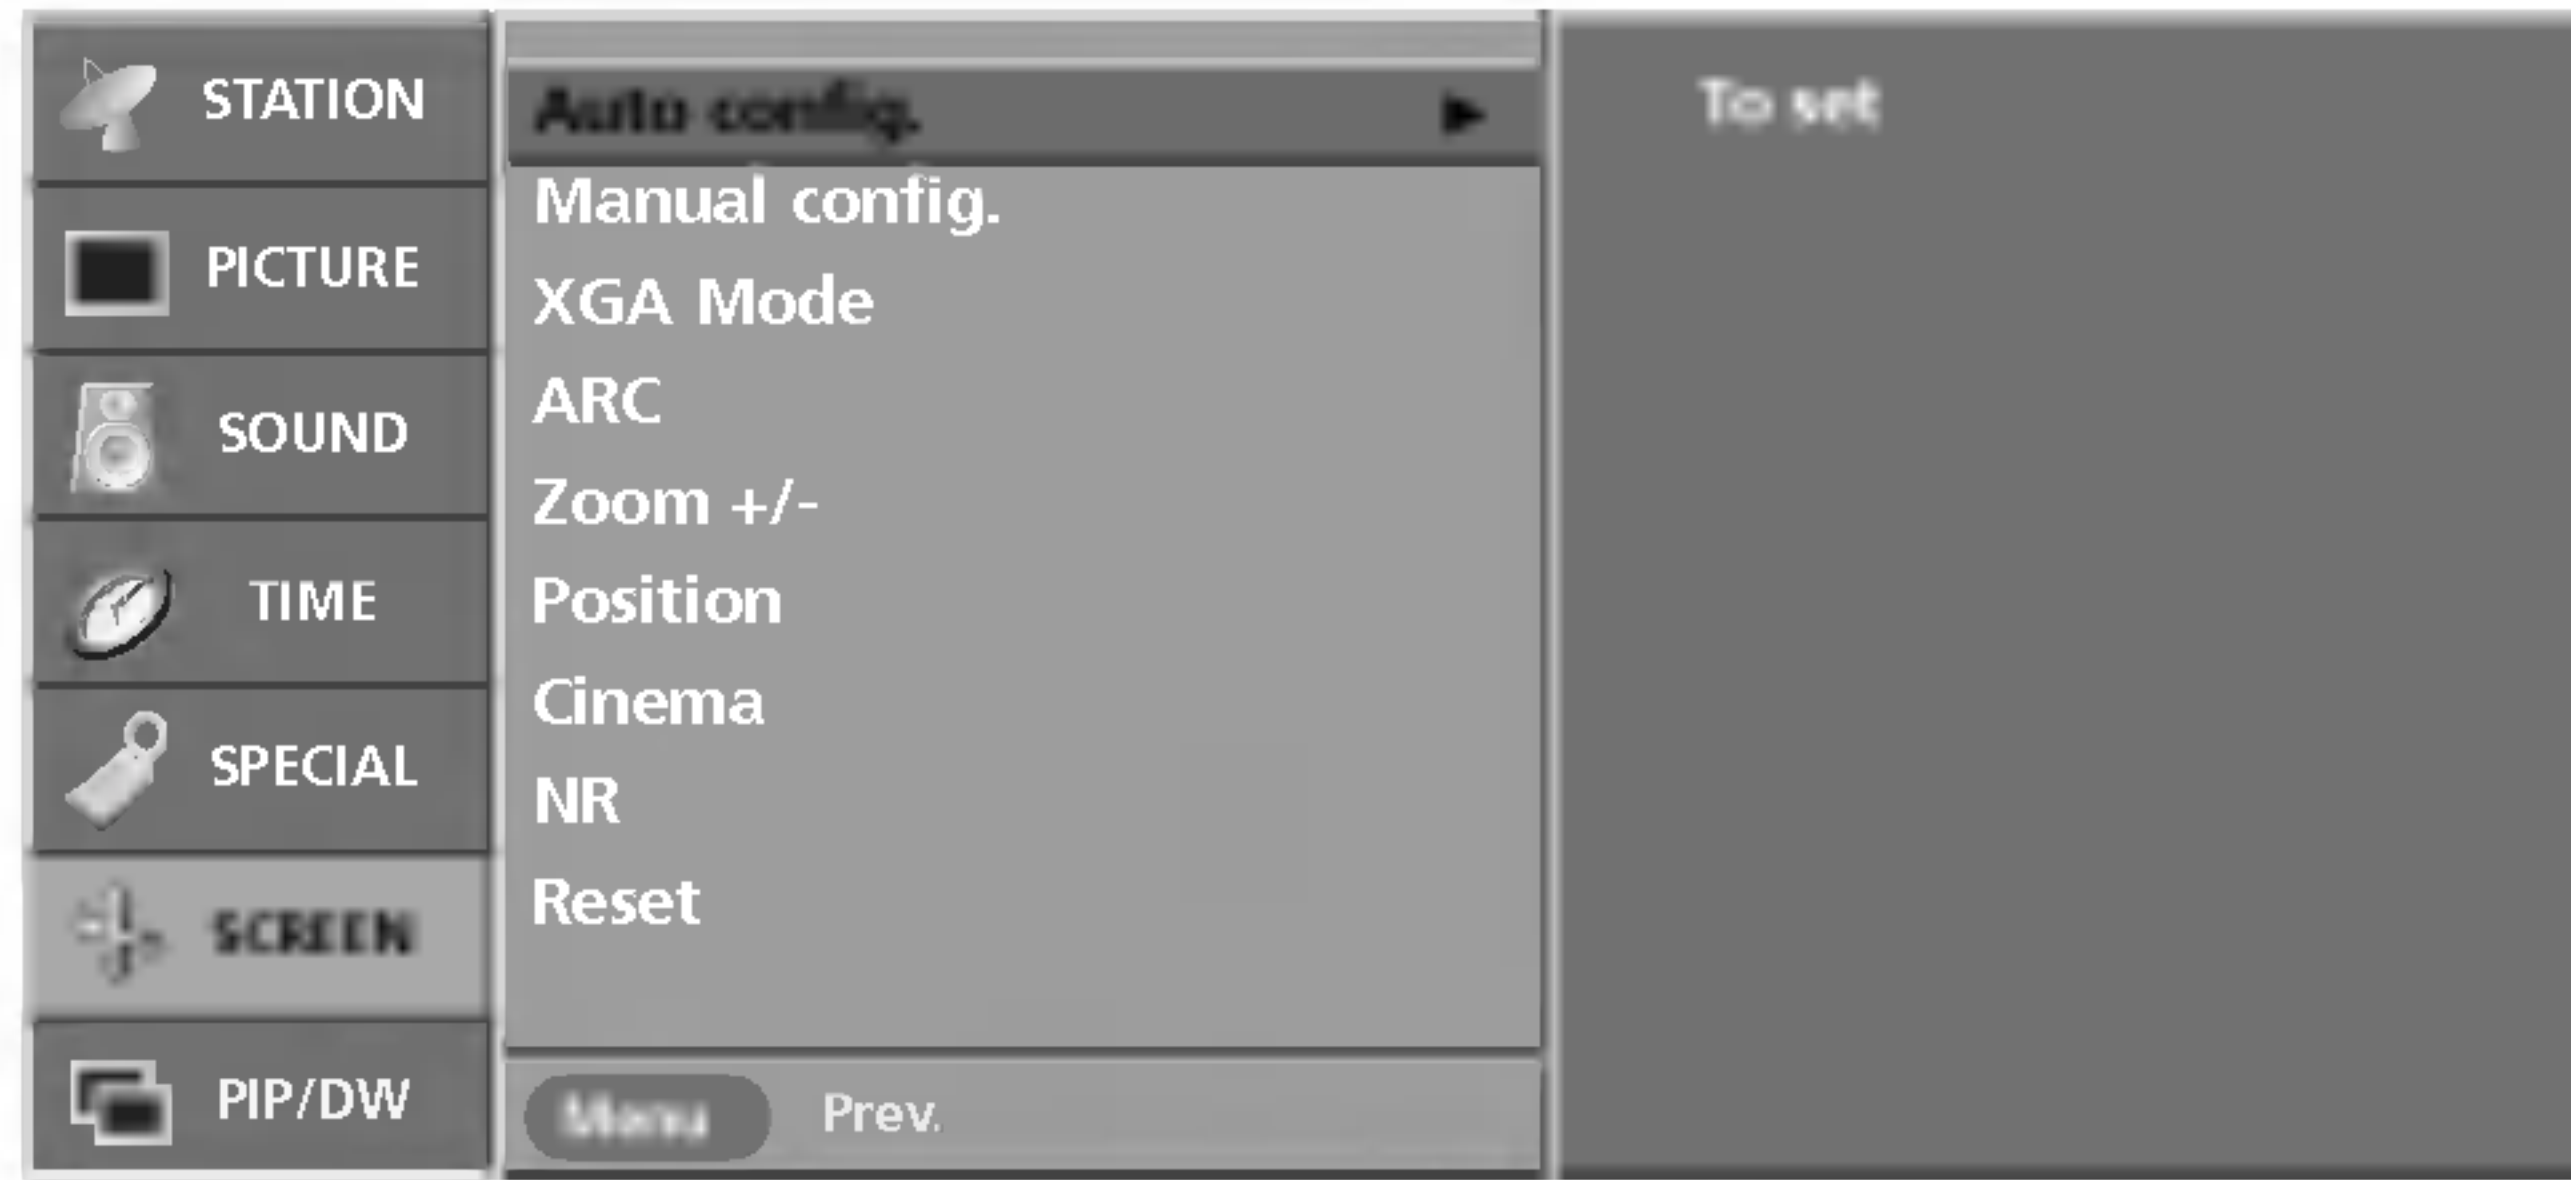 STATION
PICTURE
SOUND
TIME
SPECIAL
SCREEN
PIP/DW
Auto config.
Manual config.
XGA Mode
ARC
Zoom +/-
Position
Cinema
NR
Reset
Menu Prev.
To set